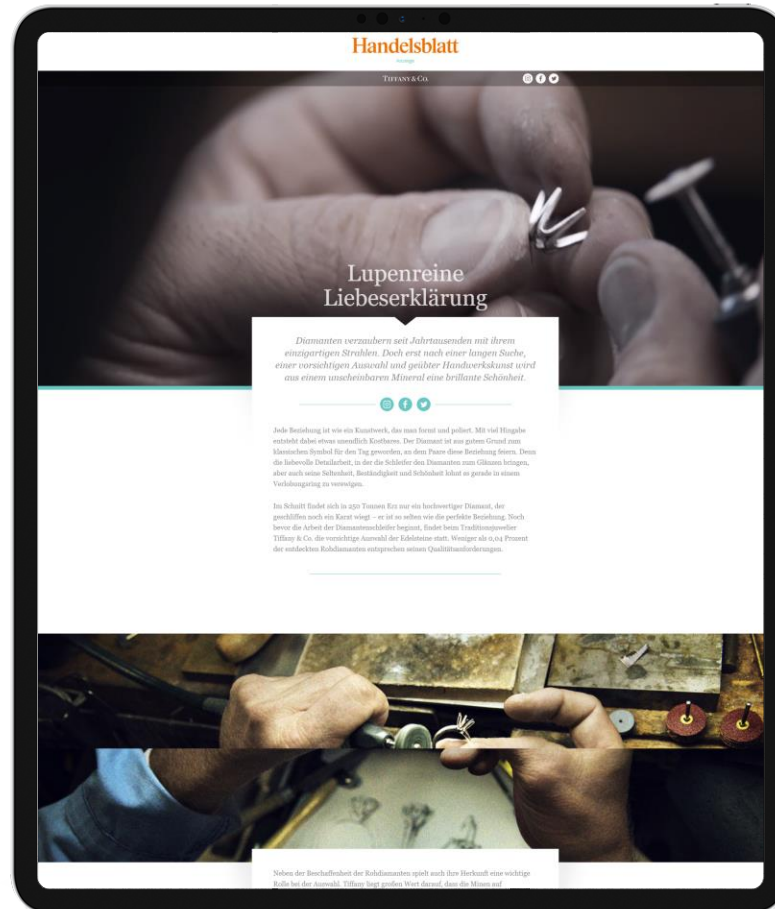 Handelsblatt
Anzeige
TIFFANY & CO.
Lupenreine
Liebeserklärung
Diamanten verzaubern seit Jahrtausenden mit ihrem
einzigartigen Strahlen. Doch erst nach einer langen Suche,
einer vorsichtigen Auswahl und geübter Handwerkskunst wird
aus einem unscheinbaren Mineral eine brillante Schönheit.
Jede Beziehung ist wie ein Kunstwerk, das man formt und poliert. Mit viel Hingabe
entsteht dabei etwas unendlich Kostbares. Der Diamant ist aus gutem Grund zum
klassischen Symbol für den Tag geworden, an dem Paare diese Beziehung feiern. Denn
die liebevolle Detailarbeit, in der die Schleifer den Diamanten zum Glänzen bringen,
aber auch seine Seltenheit, Beständigkeit und Schönheit lohnt es gerade in einem
Verlobungsring zu verewigen.
Im Schnitt findet sich in 250 Tonnen Erz nur ein hochwertiger Diamant, der
geschliffen noch ein Karat wiegt – er ist so selten wie die perfekte Beziehung. Noch
bevor die Arbeit der Diamantenschleifer beginnt, findet beim Traditionsjuwelier
Tiffany & Co. die vorsichtige Auswahl der Edelsteine statt. Weniger als 0,04 Prozent
der entdeckten Rohdiamanten entsprechen seinen Qualitätsanforderungen.
Neben der Beschaffenheit der Rohdiamanten spielt auch ihre Herkunft eine wichtige
Rolle bei der Auswahl. Tiffany liegt großen Wert darauf, dass die Minen auf